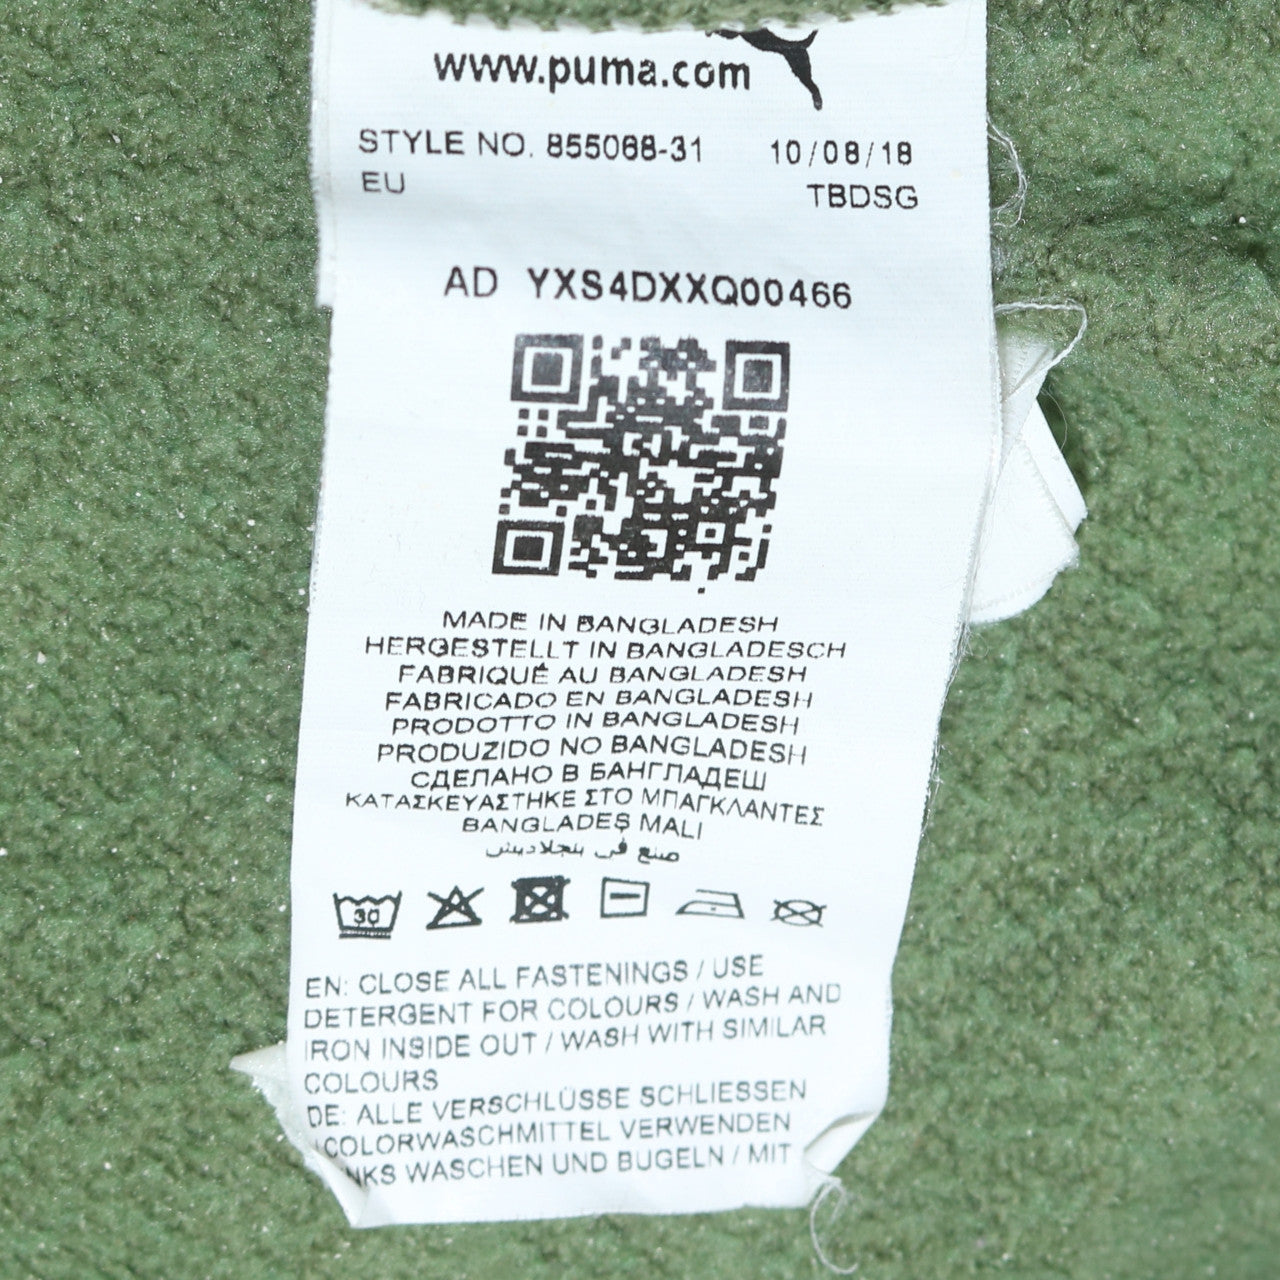 www.puma.com
STYLE NO. 855068-31 10/08/18
EU TBDSG
AD YXS4DXXQ00466
MADE IN BANGLADESH
HERGESTELLT IN BANGLADESCH
FABRIQUÉ AU BANGLADESH
FABRICADO EN BANGLADESH
PRODOTTO IN BANGLADESH
PRODUZIDO NO BANGLADESH
СДЕЛАНО В БАНГЛАДЕШ
ΚΑΤΑΣΚΕΥΑΣΤΗΚΕ ΣΤΟ ΜΠΑΓΚΛΑΝΤΕΣ
BANGLADEŞ MALI
صنع في بنجلاديش
30
EN: CLOSE ALL FASTENINGS / USE
DETERGENT FOR COLOURS / WASH AND
IRON INSIDE OUT / WASH WITH SIMILAR
COLOURS
DE: ALLE VERSCHLÜSSE SCHLIESSEN
/ COLORWASCHMITTEL VERWENDEN
WASCHEN UND BÜGELN / MIT